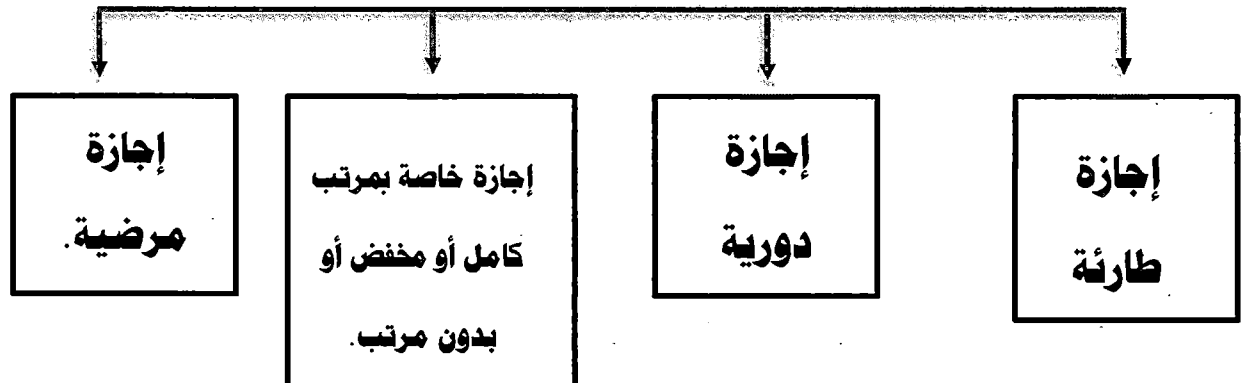 إجازة
طارئة
إجازة
دورية
إجازة خاصة بمرتب
كامل أو مخفض أو
بدون مرتب.
إجازة
مرضية.